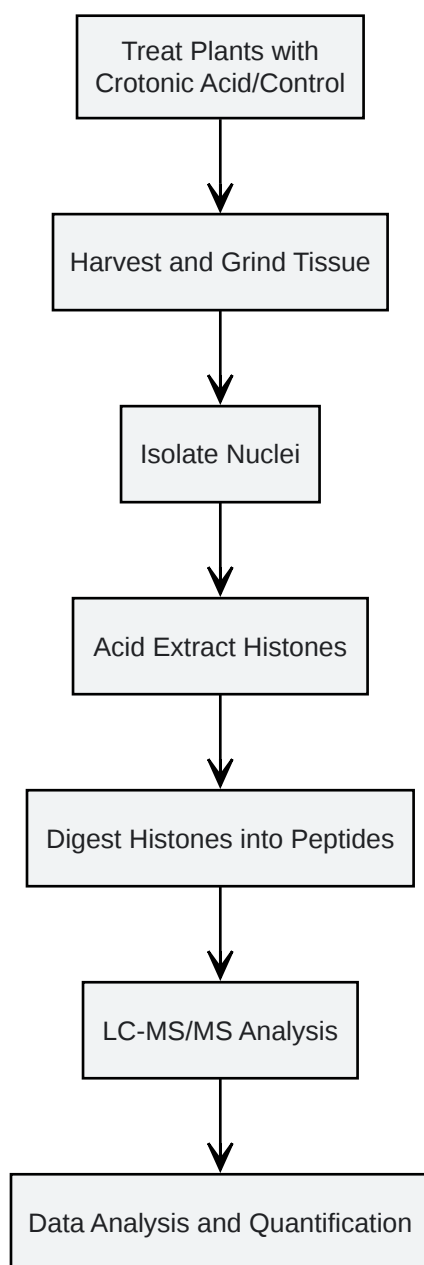 Treat Plants with
Crotonic Acid/Control
Harvest and Grind Tissue
Isolate Nuclei
Acid Extract Histones
Digest Histones into Peptides
LC-MS/MS Analysis
Data Analysis and Quantification